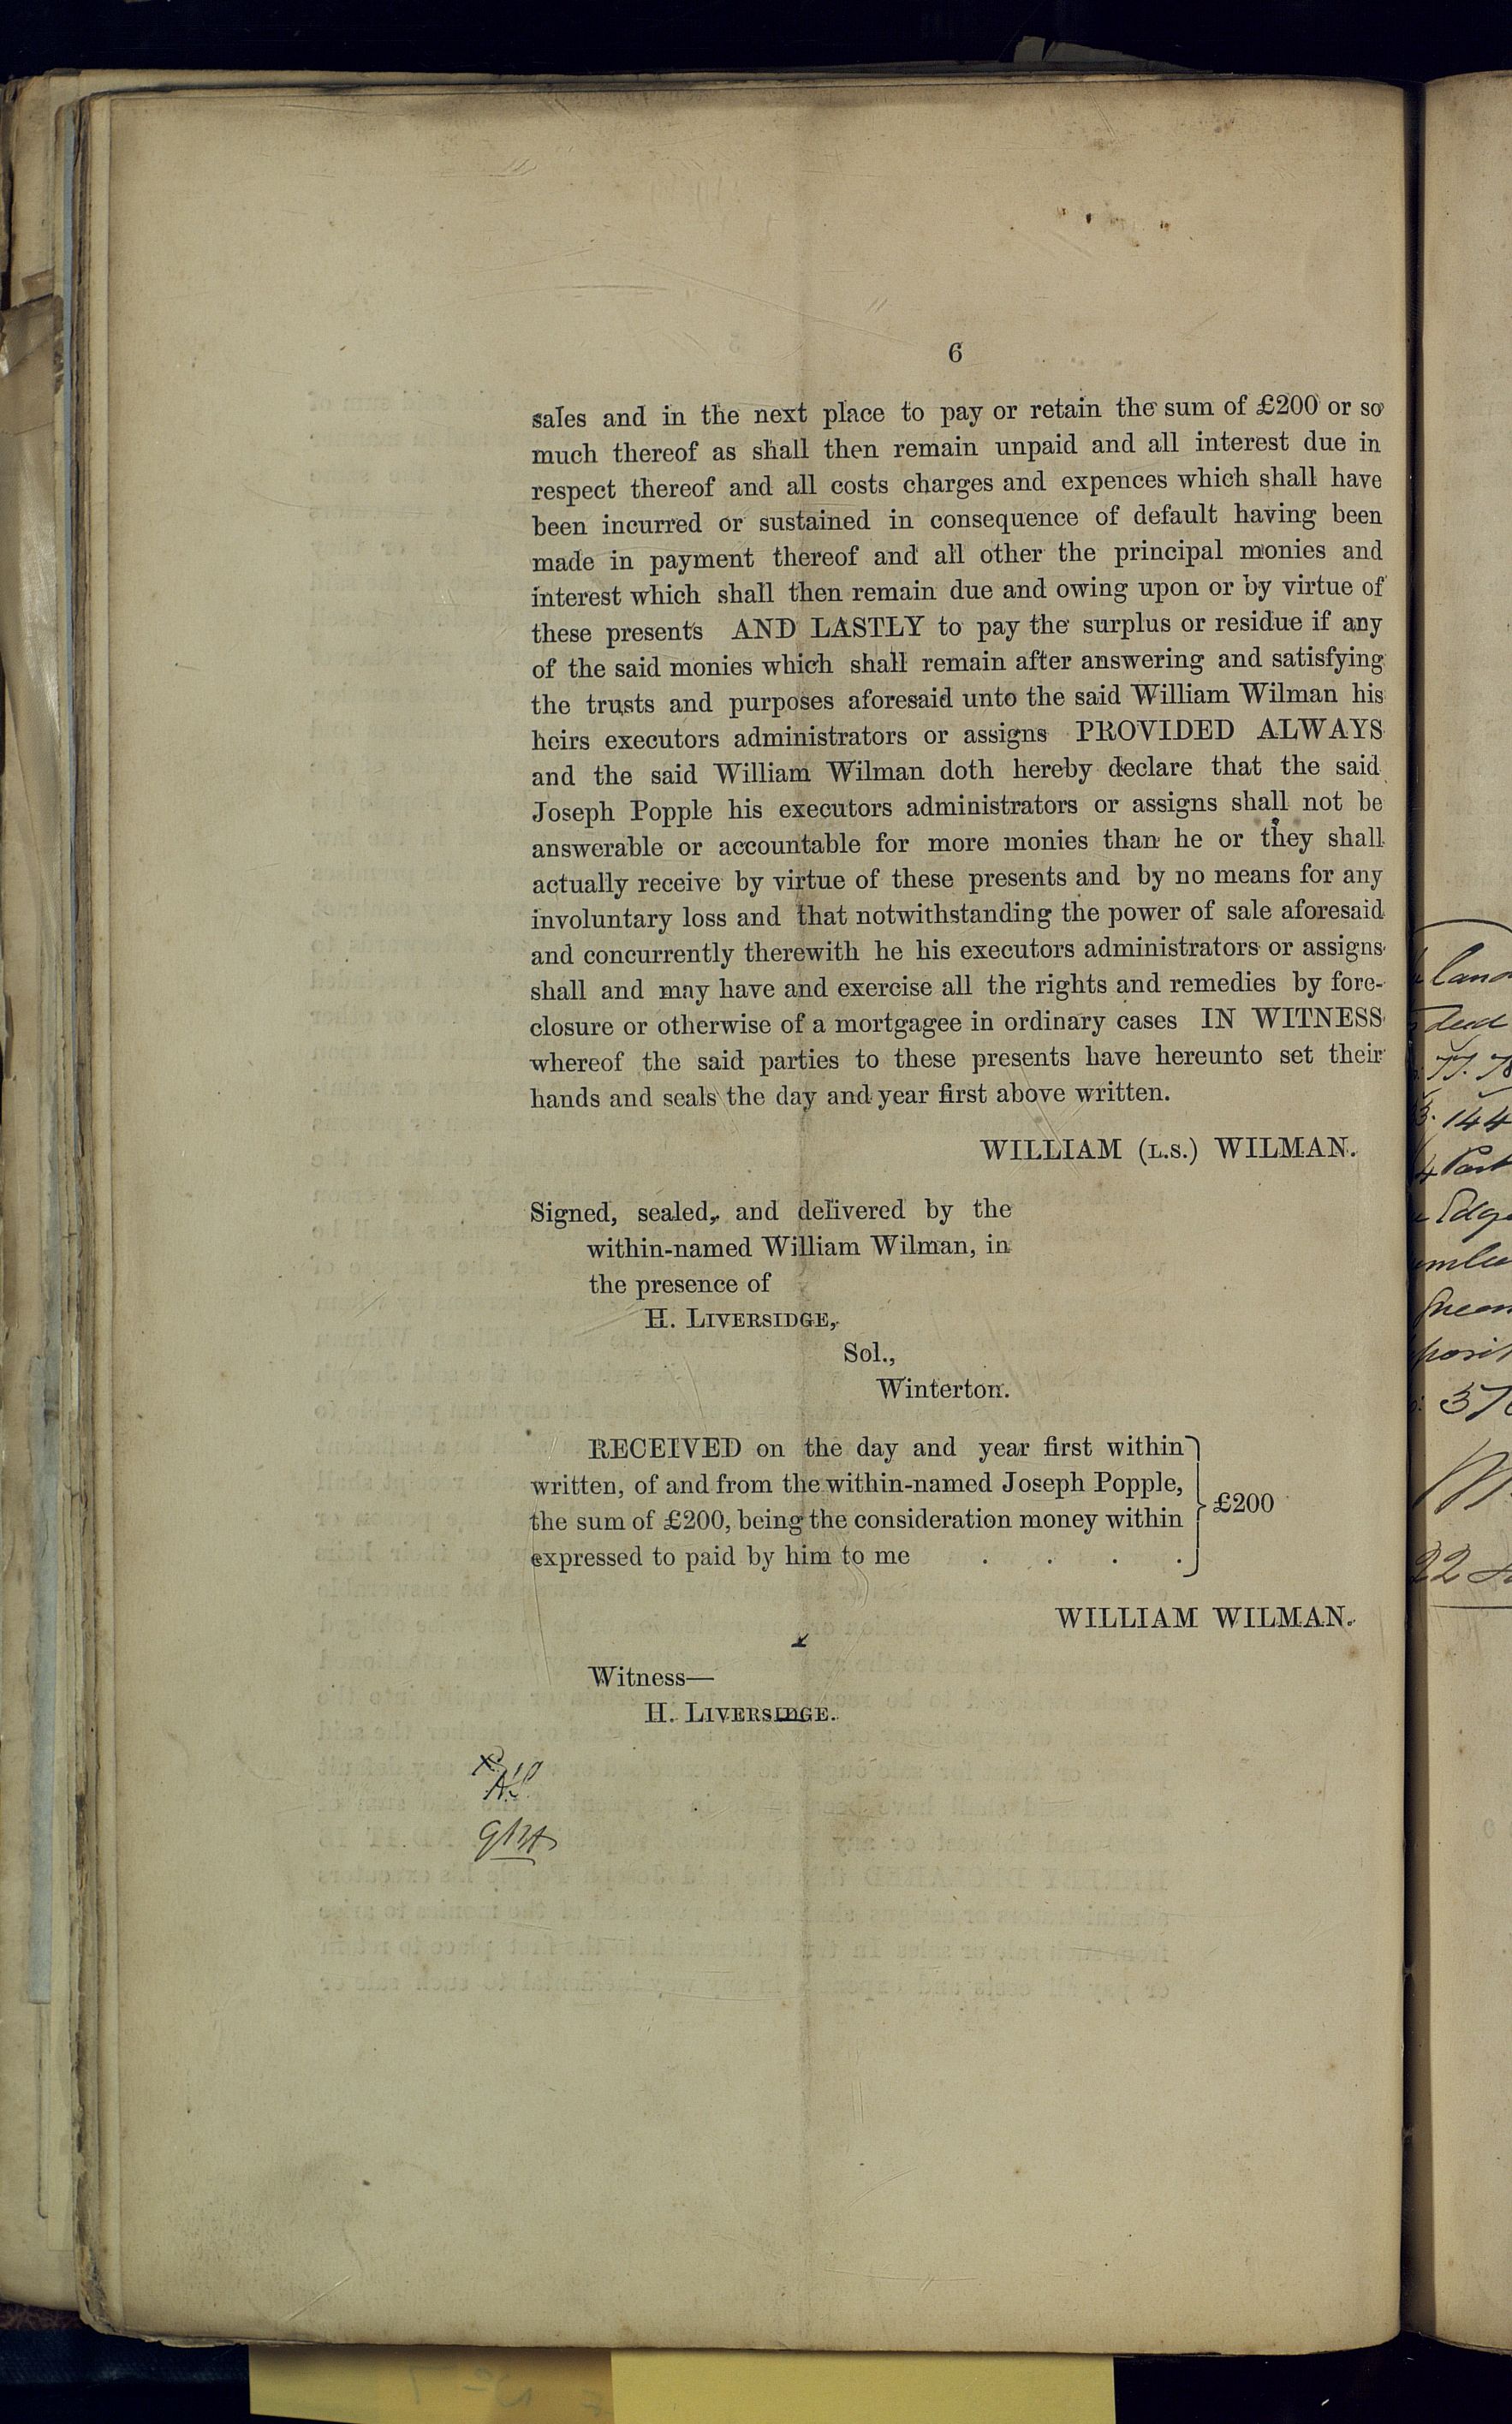 6
sales and in the next place to pay or retain the sum of £200 or so
much thereof as shall then remain unpaid and all interest due in
respect thereof and all costs charges and expences which shall have
been incurred or sustained in consequence of default having been
made in payment thereof and all other the principal monies and
interest which shall then remain due and owing upon or by virtue of
these presents AND LASTLY to pay the surplus or residue if any
of the said monies which shall remain after answering and satisfying
the trusts and purposes aforesaid unto the said William Wilman his
heirs executors administrators or assigns PROVIDED ALWAYS
and the said William Wilman doth hereby declare that the said
Joseph Popple his executors administrators or assigns shall not be
answerable or accountable for more monies than he or they shall
actually receive by virtue of these presents and by no means for any
involuntary loss and that notwithstanding the power of sale aforesaid
and concurrently therewith he his executors administrators or assigns
shall and may have and exercise all the rights and remedies by fore-
closure or otherwise of a mortgagee in ordinary cases IN WITNESS
whereof the said parties to these presents have hereunto set their
hands and seals the day and year first above written.
WILLIAM (L.S.) WILMAN.
Signed, sealed, and delivered by the
within-named William Wilman, in
the presence of
H. LIVERSIDGE,
Sol.,
Winterton.
RECEIVED on the day and year first within
written, of and from the within-named Joseph Popple,
the sum of £200, being the consideration money within
expressed to paid by him to me . . . .
£200
WILLIAM WILMAN.
Witness—
H. LIVERSIDGE.
land
144